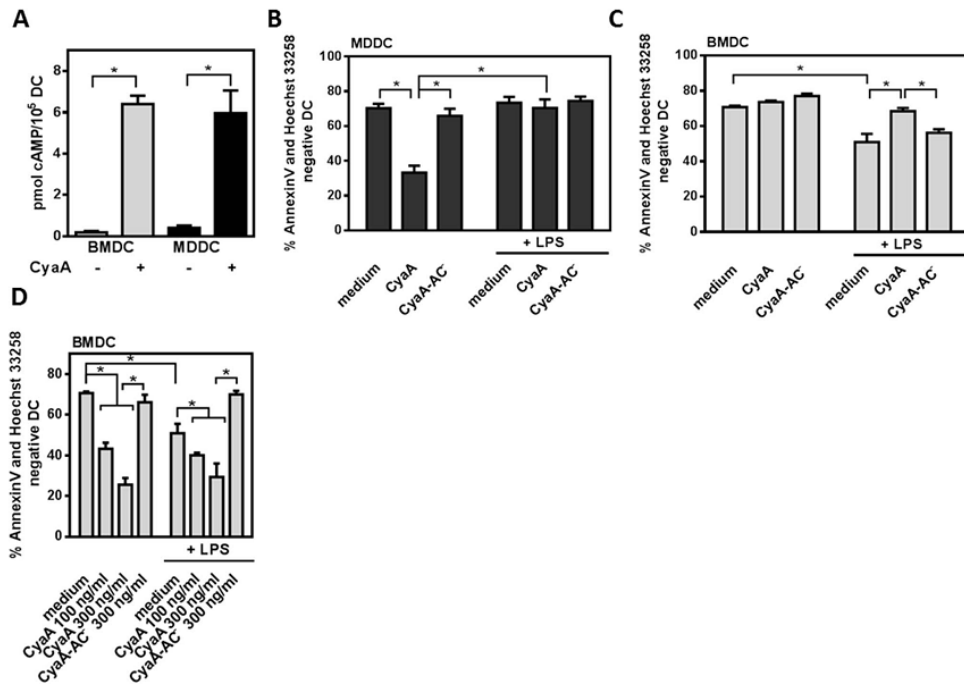 A
pmol cAMP/10⁵ DC
8
6
4
2
0
*
*
BMDC
MDDC
CyaA
-
+
-
+
B
MDDC
% AnnexinV and Hoechst 33258
negative DC
100
80
60
40
20
0
*
*
*
+ LPS
medium
CyaA
CyaA-AC⁻
medium
CyaA
CyaA-AC⁻
C
BMDC
% AnnexinV and Hoechst 33258
negative DC
100
80
60
40
20
0
*
*
*
+ LPS
medium
CyaA
CyaA-AC⁻
medium
CyaA
CyaA-AC⁻
D
BMDC
% AnnexinV and Hoechst 33258
negative DC
80
60
40
20
0
*
*
*
*
*
+ LPS
medium
CyaA 100 ng/ml
CyaA 300 ng/ml
CyaA-AC⁻ 300 ng/ml
medium
CyaA 100 ng/ml
CyaA 300 ng/ml
CyaA-AC⁻ 300 ng/ml